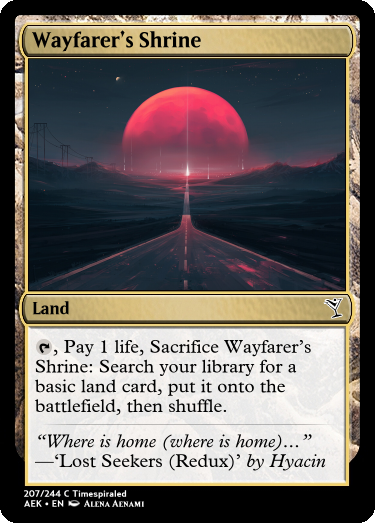 Wayfarer's Shrine
Land
, Pay 1 life, Sacrifice Wayfarer's
Shrine: Search your library for a
basic land card, put it onto the
battlefield, then shuffle.
“Where is home (where is home)…”
—‘Lost Seekers (Redux)’ by Hyacin
207/244 C Timespiraled
AEK • EN Alena Aenami